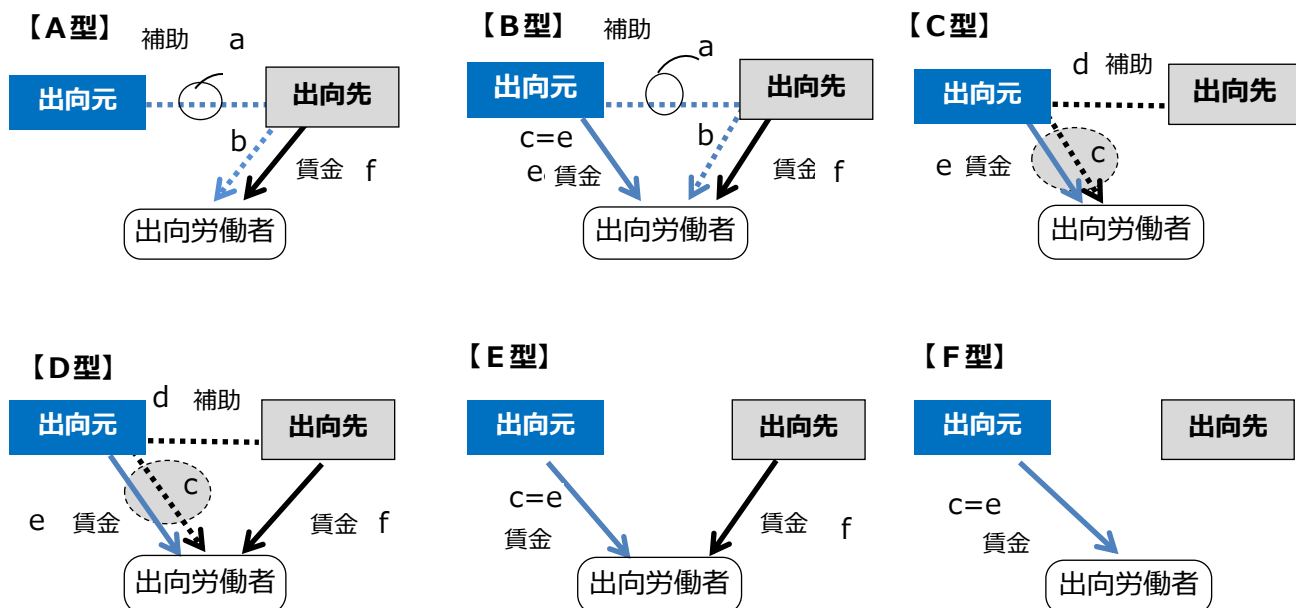 【A型】
補助 a
出向元
出向先
b
賃金 f
出向労働者
【B型】
補助
a
出向元
出向先
c=e
b
e 賃金
賃金 f
出向労働者
【C型】
d 補助
出向元
出向先
e 賃金
c
出向労働者
【D型】
d 補助
出向元
出向先
c
e 賃金
賃金 f
出向労働者
【E型】
出向元
出向先
c=e
賃金
賃金 f
出向労働者
【F型】
出向元
出向先
c=e
賃金
出向労働者